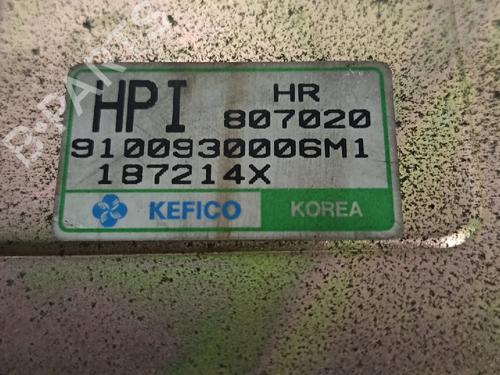 B-PARTS
HPI HR
807020
9100930006M1
187214X
KEFICO KOREA